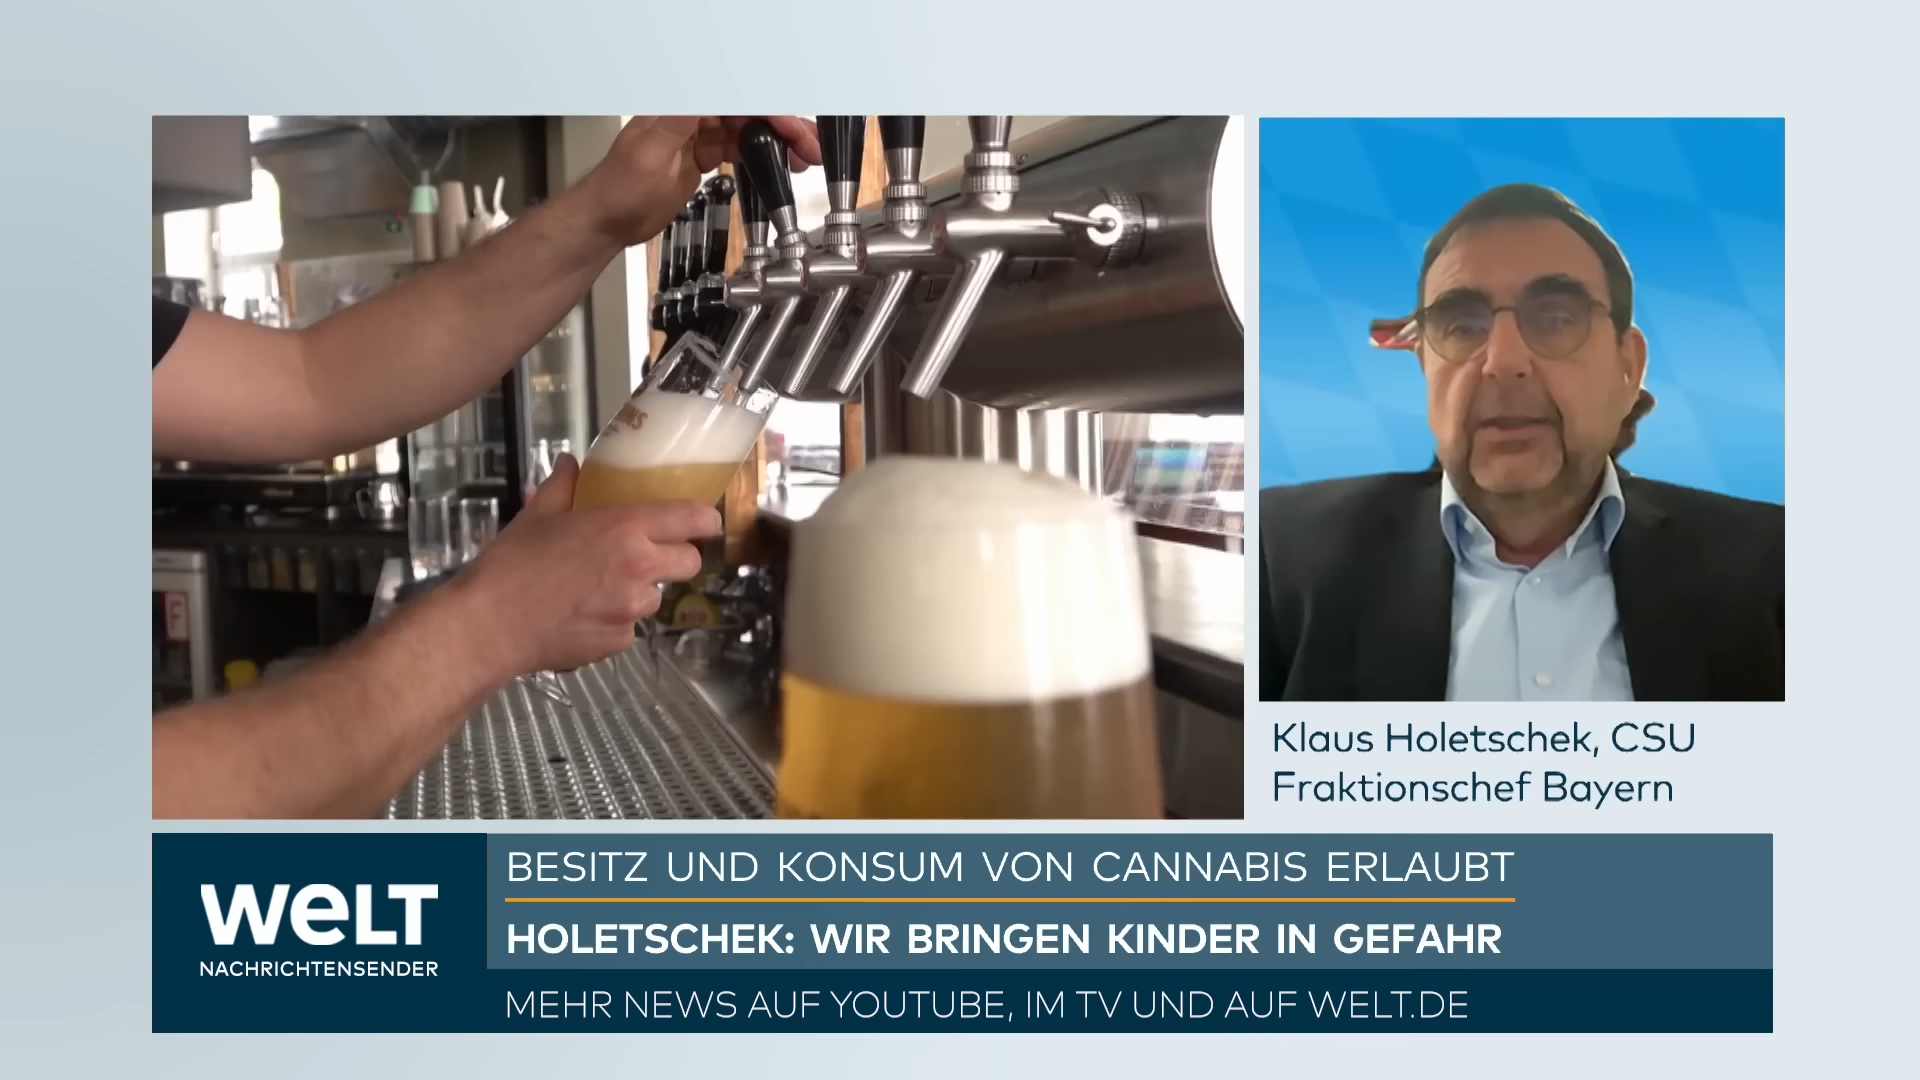 Klaus Holetschek, CSU
Fraktionschef Bayern
WELT
NACHRICHTENSENDER
BESITZ UND KONSUM VON CANNABIS ERLAUBT
HOLETSCHEK: WIR BRINGEN KINDER IN GEFAHR
MEHR NEWS AUF YOUTUBE, IM TV UND AUF WELT.DE